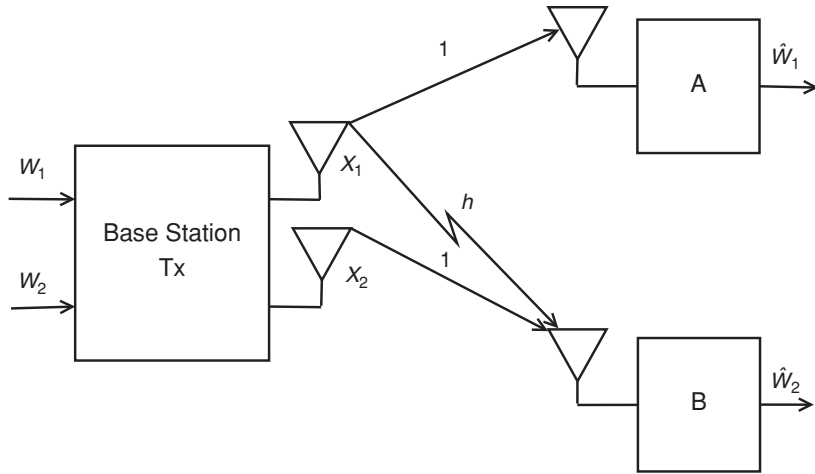 1
Ŵ₁
A
W₁
X₁
h
Base Station
Tx
W₂
X₂
1
Ŵ₂
B